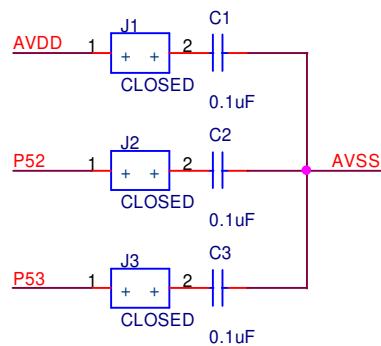 J1 C1
AVDD 1 2
+ +
CLOSED
0.1uF
J2 C2
P52 1 2 AVSS
+ +
CLOSED
0.1uF
J3 C3
P53 1 2
+ +
CLOSED
0.1uF